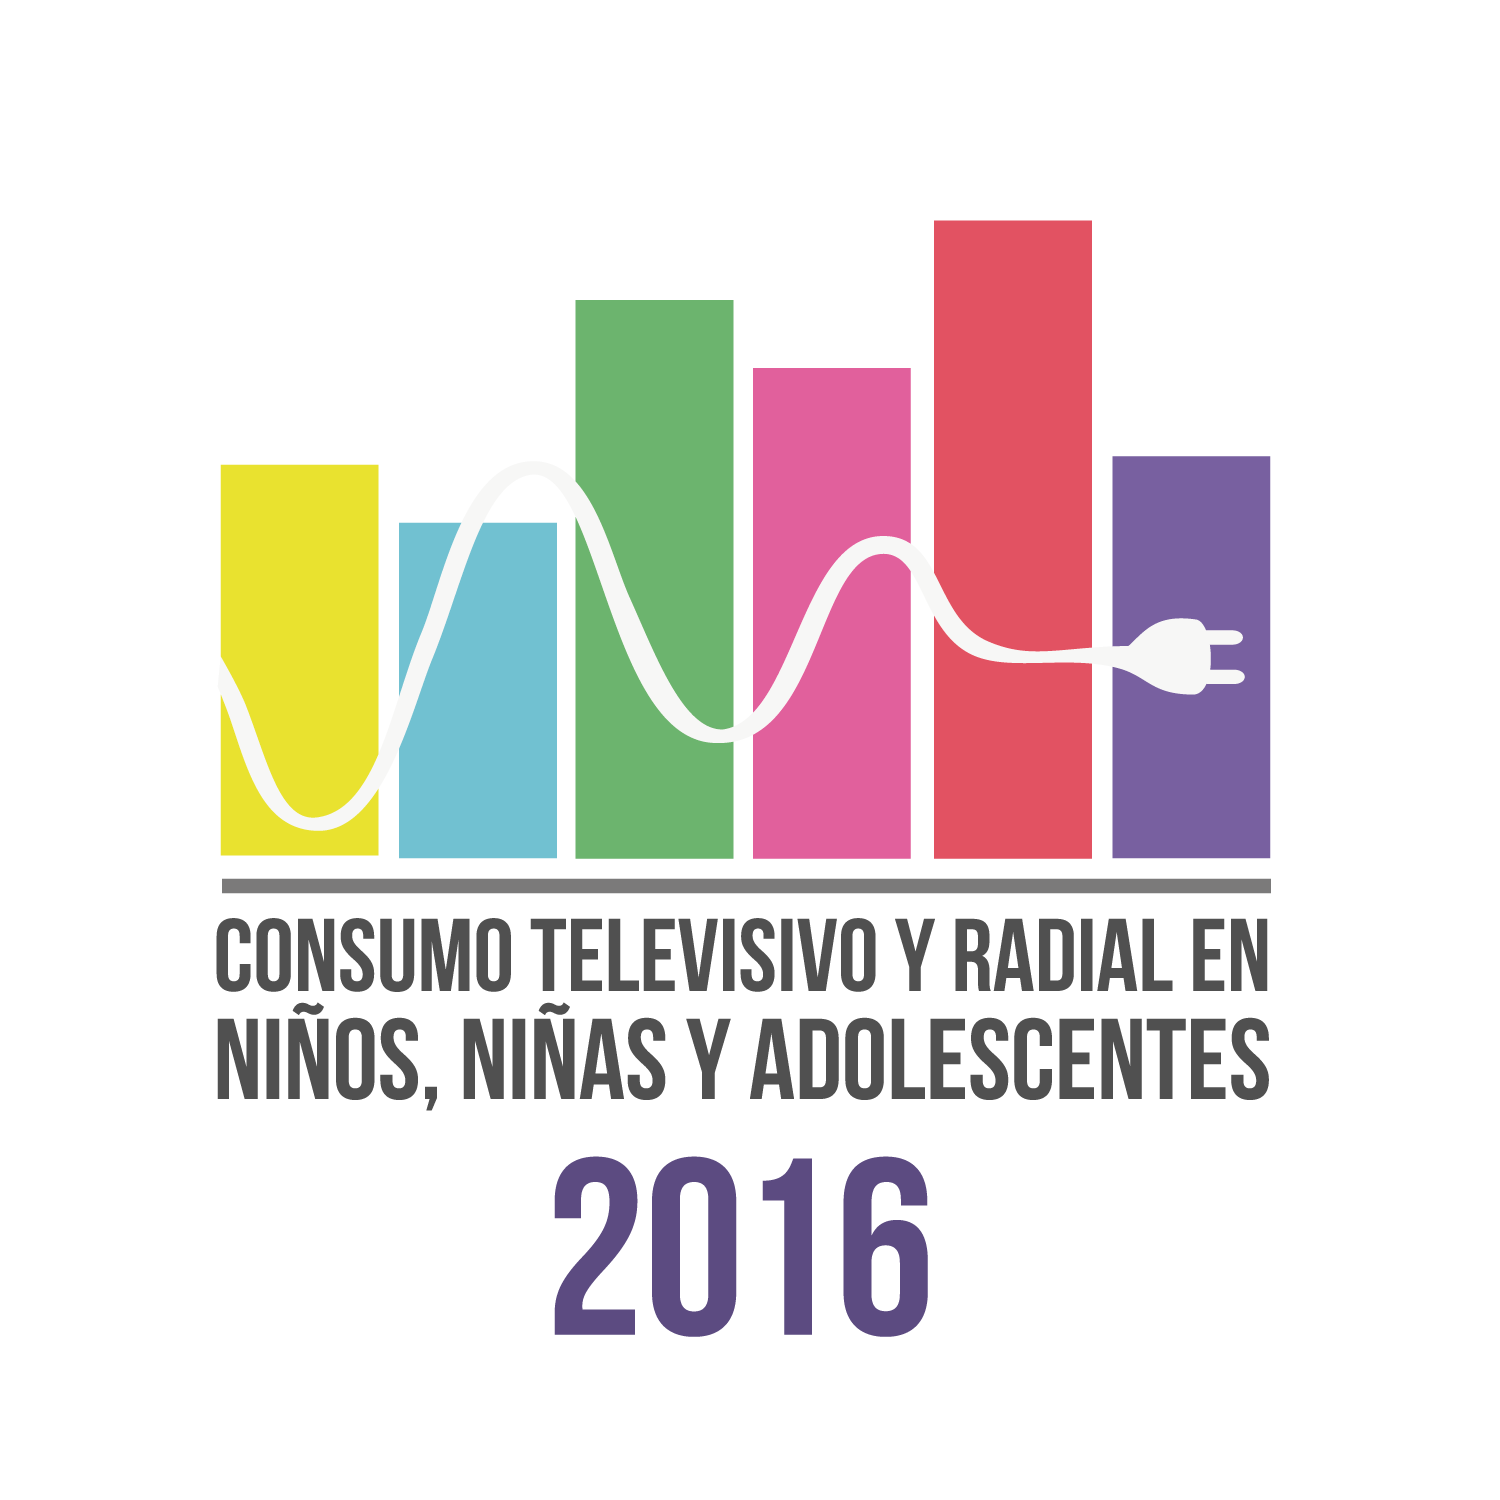 CONSUMO TELEVISIVO Y RADIAL EN
NIÑOS, NIÑAS Y ADOLESCENTES
2016